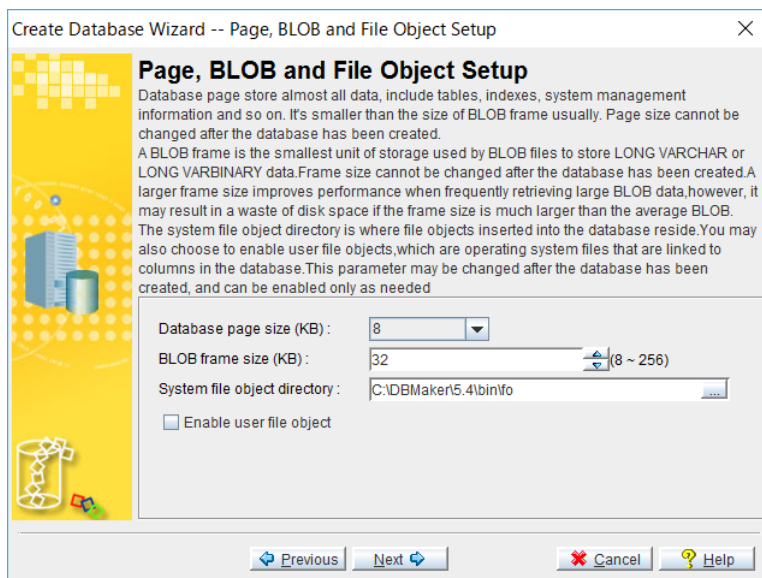 Create Database Wizard -- Page, BLOB and File Object Setup
Page, BLOB and File Object Setup
Database page store almost all data, include tables, indexes, system management
information and so on. It's smaller than the size of BLOB frame usually. Page size cannot be
changed after the database has been created.
A BLOB frame is the smallest unit of storage used by BLOB files to store LONG VARCHAR or
LONG VARBINARY data.Frame size cannot be changed after the database has been created.A
larger frame size improves performance when frequently retrieving large BLOB data,however, it
may result in a waste of disk space if the frame size is much larger than the average BLOB.
The system file object directory is where file objects inserted into the database reside.You may
also choose to enable user file objects,which are operating system files that are linked to
columns in the database.This parameter may be changed after the database has been
created, and can be enabled only as needed
Database page size (KB) : 8
BLOB frame size (KB) : 32 (8 ~ 256)
System file object directory : C:\DBMaker\5.4\bin\fo ...
Enable user file object
Previous Next Cancel Help